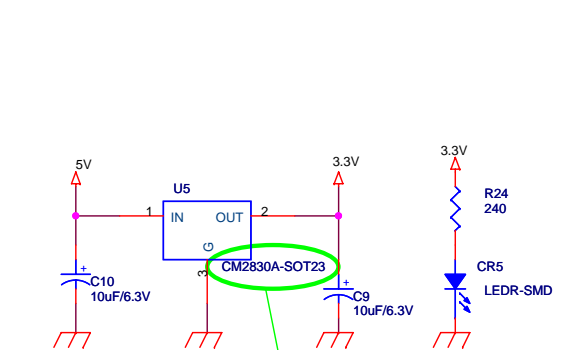 5V
3.3V
3.3V
U5
1
IN
OUT
2
G
3
CM2830A-SOT23
+
C10
10uF/6.3V
+
C9
10uF/6.3V
R24
240
CR5
LEDR-SMD